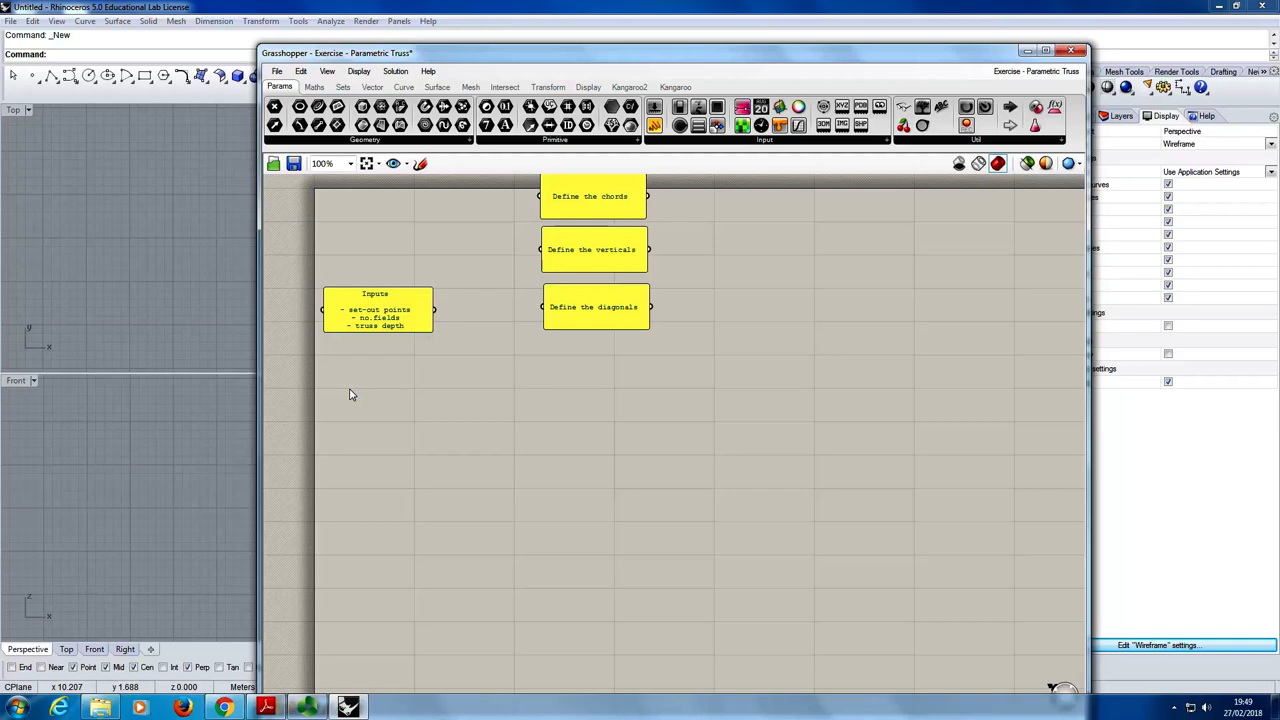 Untitled - Rhinoceros 5.0 Educational Lab License
File Edit View Curve Surface Solid Mesh Dimension Transform Tools Analyze Render Panels Help
Command: _New
Command:
Grasshopper - Exercise - Parametric Truss*
File Edit View Display Solution Help
Exercise - Parametric Truss
Params Maths Sets Vector Curve Surface Mesh Intersect Transform Display Kangaroo2 Kangaroo
Geometry Primitive Input Util
100%
Mesh Tools Render Tools Drafting
Layers Display Help
Perspective
Wireframe
Use Application Settings
Edit "Wireframe" settings...
Top
y
x
Front
z
x
Define the chords
Define the verticals
Define the diagonals
Inputs
- set-out points
- no.fields
- truss depth
Perspective Top Front Right
End Near Point Mid Cen Int Perp Tan
CPlane x 10.207 y 1.688 z 0.000 Meters
19:49
27/02/2018